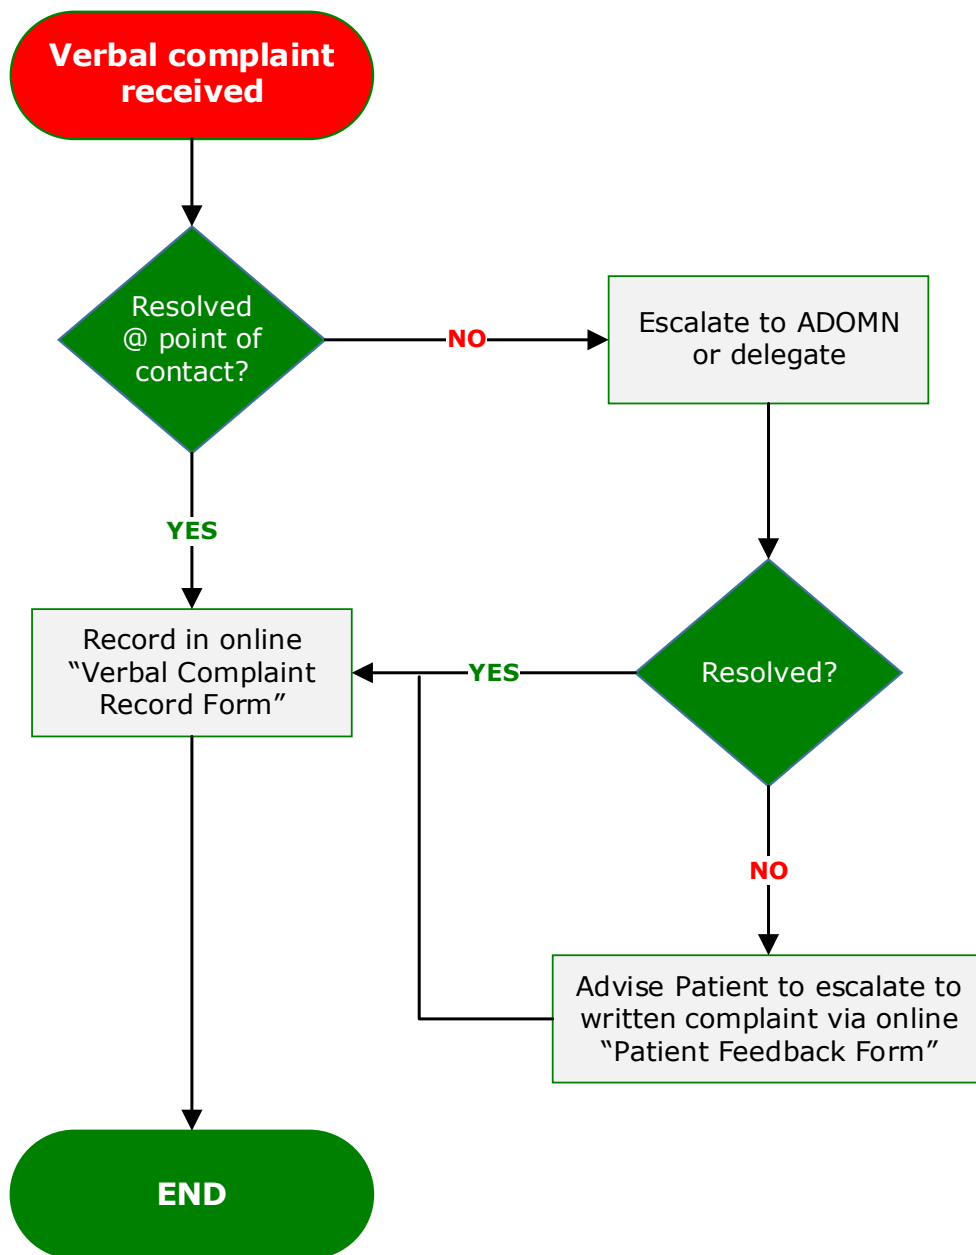 Verbal complaint
received
Resolved
@ point of
contact?
NO
Escalate to ADOMN
or delegate
YES
Record in online
“Verbal Complaint
Record Form”
YES
Resolved?
NO
Advise Patient to escalate to
written complaint via online
“Patient Feedback Form”
END